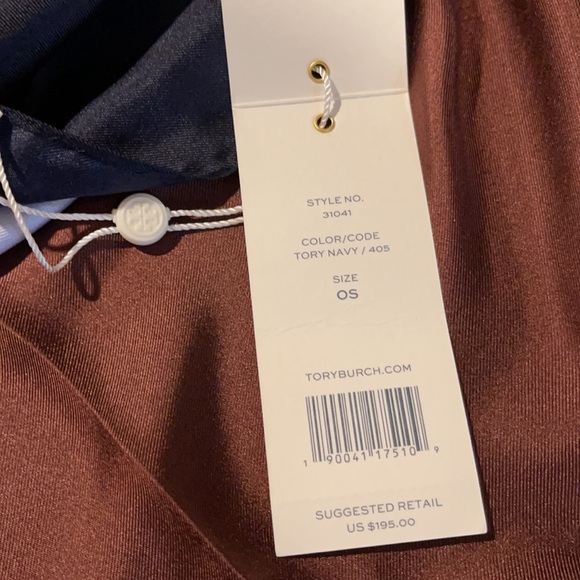 STYLE NO.
31041
COLOR/CODE
TORY NAVY / 405
SIZE
OS
TORYBURCH.COM
1 90041 17510 9
SUGGESTED RETAIL
US $195.00